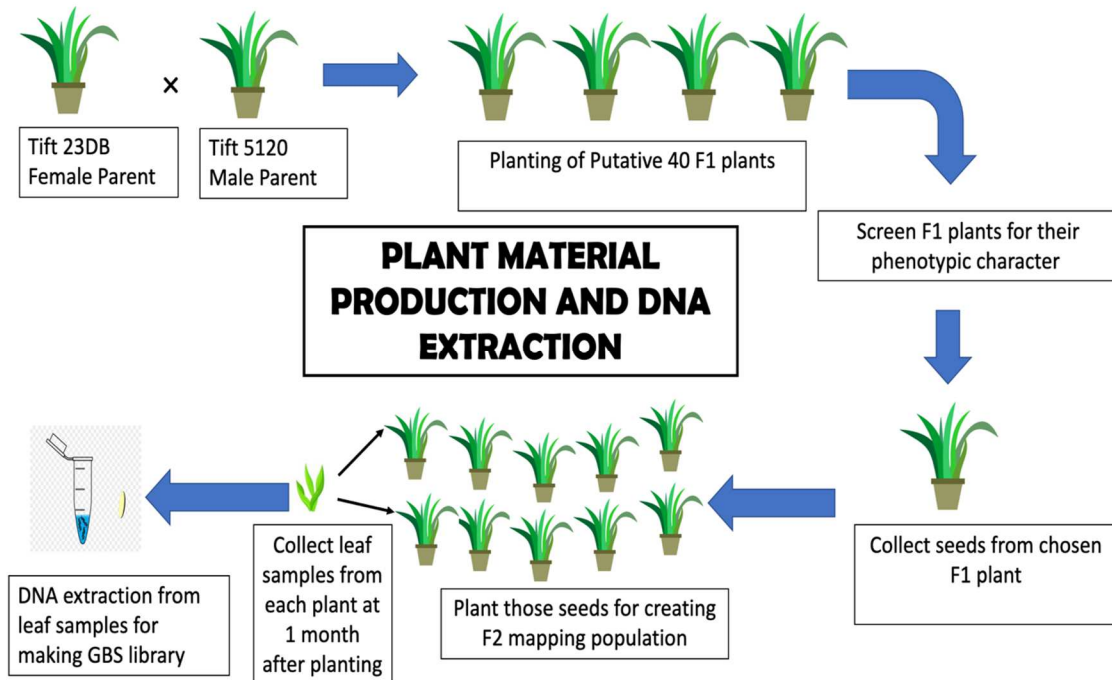 Tift 23DB
Female Parent
x
Tift 5120
Male Parent
Planting of Putative 40 F1 plants
Screen F1 plants for their
phenotypic character
PLANT MATERIAL
PRODUCTION AND DNA
EXTRACTION
Collect seeds from chosen
F1 plant
Plant those seeds for creating
F2 mapping population
Collect leaf
samples from
each plant at
1 month
after planting
DNA extraction from
leaf samples for
making GBS library